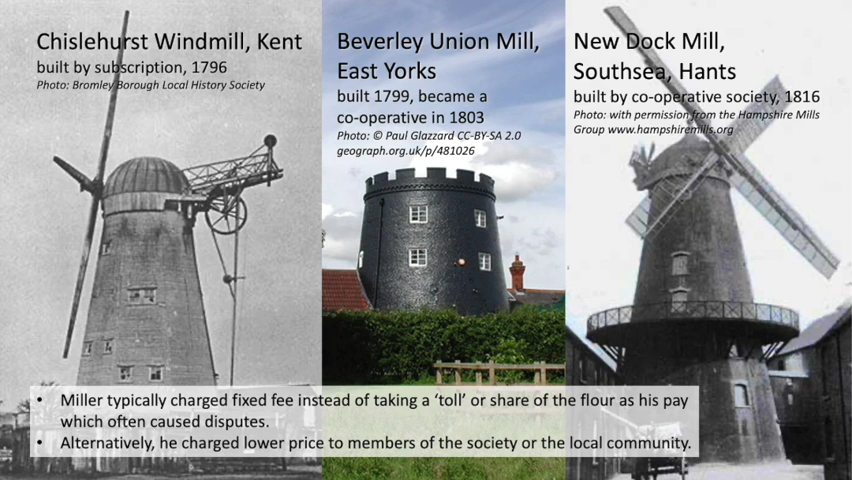 Chislehurst Windmill, Kent
built by subscription, 1796
Photo: Bromley Borough Local History Society
Beverley Union Mill,
East Yorks
built 1799, became a
co-operative in 1803
Photo: © Paul Glazzard CC-BY-SA 2.0
geograph.org.uk/p/481026
New Dock Mill,
Southsea, Hants
built by co-operative society, 1816
Photo: with permission from the Hampshire Mills
Group www.hampshiremills.org
• Miller typically charged fixed fee instead of taking a ‘toll’ or share of the flour as his pay
which often caused disputes.
• Alternatively, he charged lower price to members of the society or the local community.